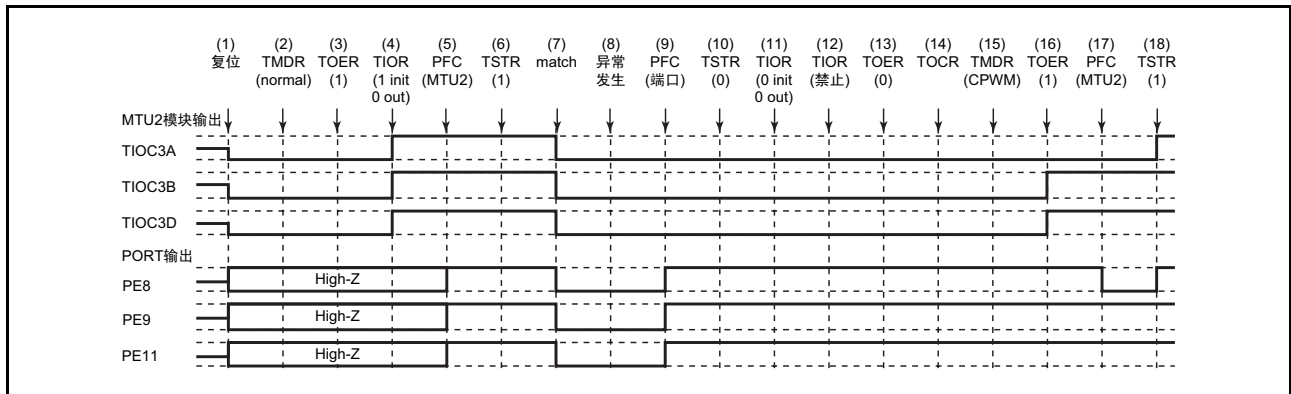 (1) (2) (3) (4) (5) (6) (7) (8) (9) (10) (11) (12) (13) (14) (15) (16) (17) (18)
复位 TMDR TOER TIOR PFC TSTR match 异常 PFC TSTR TIOR TIOR TOER TOCR TMDR TOER PFC TSTR
(normal) (1) (1 init (MTU2) (1) 发生 (端口) (0) (0 init (禁止) (0) (CPWM) (1) (MTU2) (1)
0 out) 0 out)
MTU2模块输出
TIOC3A
TIOC3B
TIOC3D
PORT输出
PE8 High-Z
PE9 High-Z
PE11 High-Z